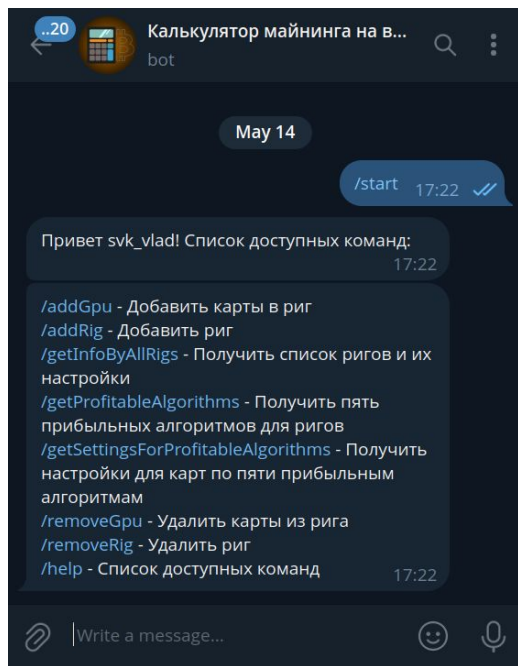 ..20
Калькулятор майнинга на в...
bot
May 14
/start 17:22
Привет svk_vlad! Список доступных команд:
17:22
/addGpu - Добавить карты в риг
/addRig - Добавить риг
/getInfoByAllRigs - Получить список ригов и их
настройки
/getProfitableAlgorithms - Получить пять
прибыльных алгоритмов для ригов
/getSettingsForProfitableAlgorithms - Получить
настройки для карт по пяти прибыльным
алгоритмам
/removeGpu - Удалить карты из рига
/removeRig - Удалить риг
/help - Список доступных команд 17:22
Write a message...